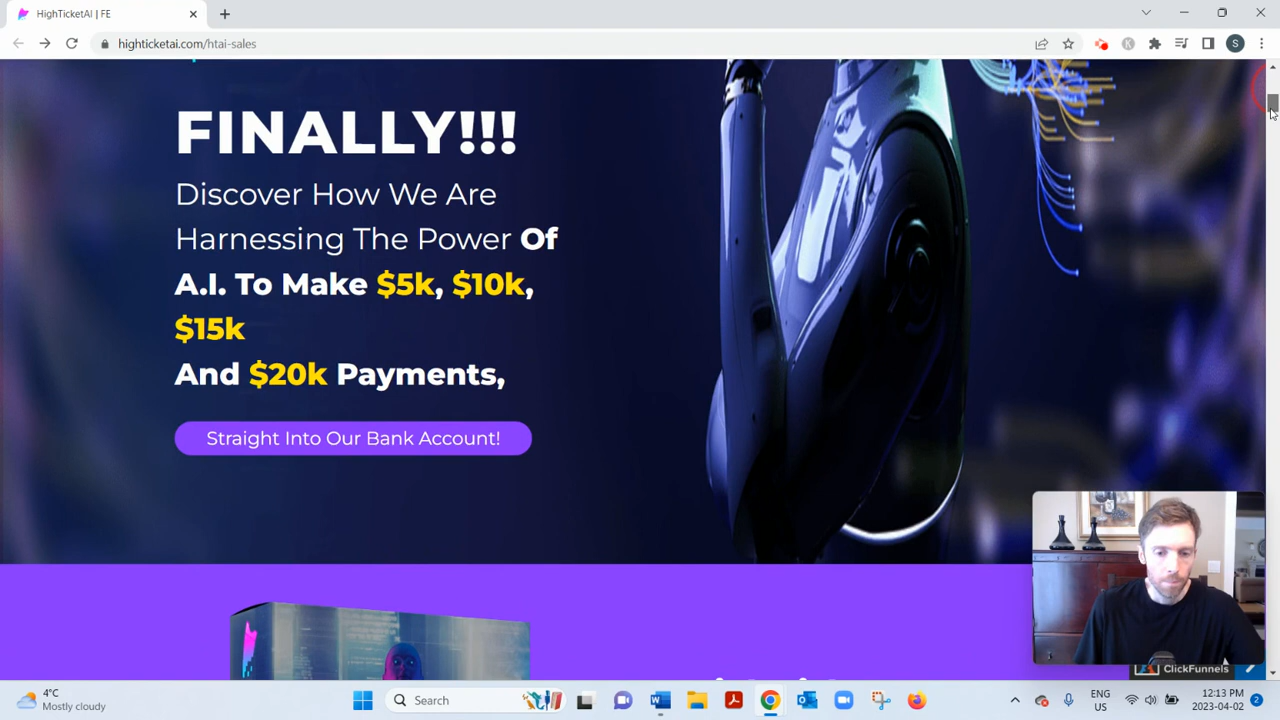 HighTicketAI | FE
highticketai.com/htai-sales
S
FINALLY!!!
Discover How We Are
Harnessing The Power Of
A.I. To Make $5k, $10k,
$15k
And $20k Payments,
Straight Into Our Bank Account!
ClickFunnels
4°C
Mostly cloudy
Search
ENG
US
12:13 PM
2023-04-02
2